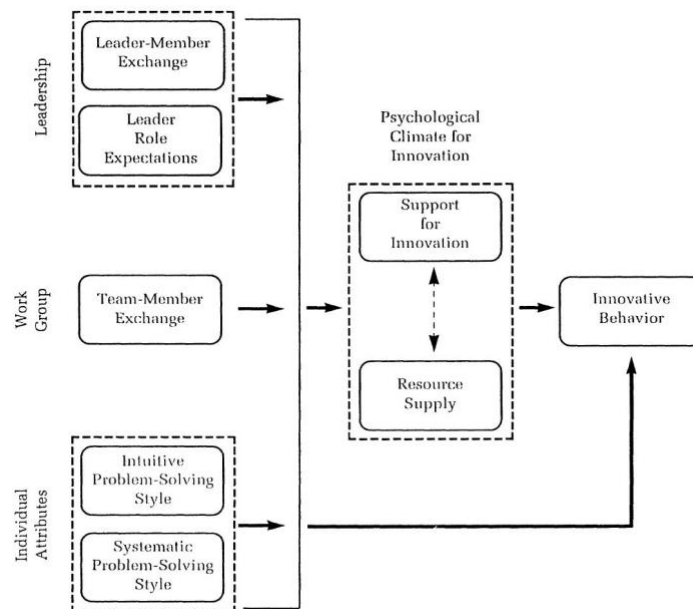 Leadership
Leader-Member
Exchange
Leader
Role
Expectations
Psychological
Climate for
Innovation
Support
for
Innovation
Work
Group
Team-Member
Exchange
Innovative
Behavior
Resource
Supply
Individual
Attributes
Intuitive
Problem-Solving
Style
Systematic
Problem-Solving
Style